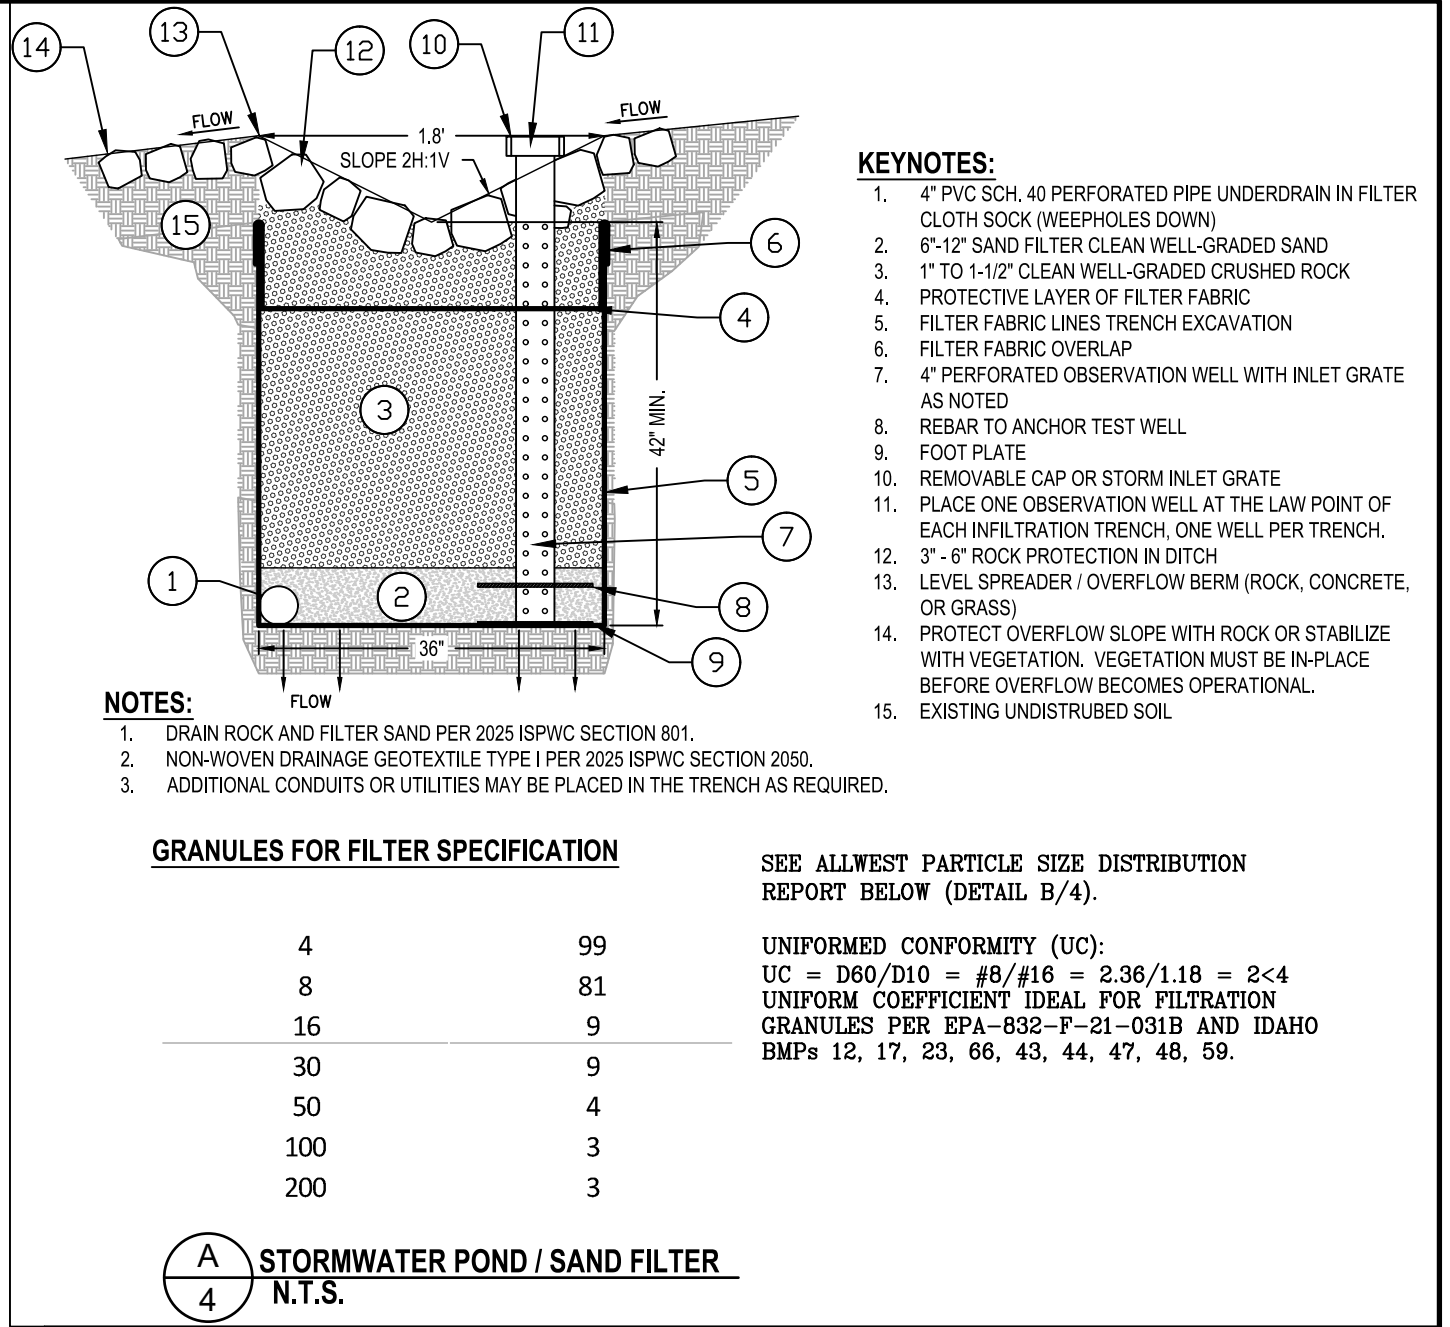 14
13
12
10
11
FLOW
FLOW
1.8'
SLOPE 2H:1V
15
6
4
3
42" MIN.
5
7
1
2
8
36"
9
FLOW
KEYNOTES:
1. 4" PVC SCH. 40 PERFORATED PIPE UNDERDRAIN IN FILTER
CLOTH SOCK (WEEPHOLES DOWN)
2. 6"-12" SAND FILTER CLEAN WELL-GRADED SAND
3. 1" TO 1-1/2" CLEAN WELL-GRADED CRUSHED ROCK
4. PROTECTIVE LAYER OF FILTER FABRIC
5. FILTER FABRIC LINES TRENCH EXCAVATION
6. FILTER FABRIC OVERLAP
7. 4" PERFORATED OBSERVATION WELL WITH INLET GRATE
AS NOTED
8. REBAR TO ANCHOR TEST WELL
9. FOOT PLATE
10. REMOVABLE CAP OR STORM INLET GRATE
11. PLACE ONE OBSERVATION WELL AT THE LAW POINT OF
EACH INFILTRATION TRENCH, ONE WELL PER TRENCH.
12. 3" - 6" ROCK PROTECTION IN DITCH
13. LEVEL SPREADER / OVERFLOW BERM (ROCK, CONCRETE,
OR GRASS)
14. PROTECT OVERFLOW SLOPE WITH ROCK OR STABILIZE
WITH VEGETATION. VEGETATION MUST BE IN-PLACE
BEFORE OVERFLOW BECOMES OPERATIONAL.
15. EXISTING UNDISTRUBED SOIL
NOTES:
1. DRAIN ROCK AND FILTER SAND PER 2025 ISPWC SECTION 801.
2. NON-WOVEN DRAINAGE GEOTEXTILE TYPE I PER 2025 ISPWC SECTION 2050.
3. ADDITIONAL CONDUITS OR UTILITIES MAY BE PLACED IN THE TRENCH AS REQUIRED.
GRANULES FOR FILTER SPECIFICATION
4 99
8 81
16 9
30 9
50 4
100 3
200 3
SEE ALLWEST PARTICLE SIZE DISTRIBUTION
REPORT BELOW (DETAIL B/4).
UNIFORMED CONFORMITY (UC):
UC = D60/D10 = #8/#16 = 2.36/1.18 = 2<4
UNIFORM COEFFICIENT IDEAL FOR FILTRATION
GRANULES PER EPA-832-F-21-031B AND IDAHO
BMPs 12, 17, 23, 66, 43, 44, 47, 48, 59.
A
4
STORMWATER POND / SAND FILTER
N.T.S.